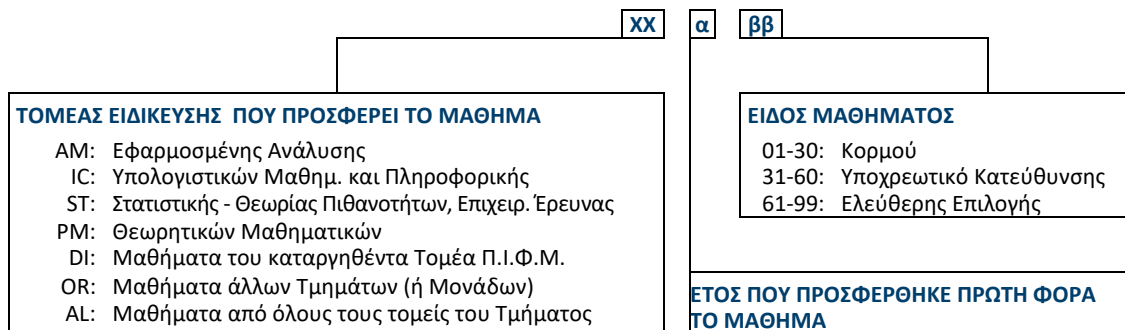 XX α ββ
ΤΟΜΕΑΣ ΕΙΔΙΚΕΥΣΗΣ ΠΟΥ ΠΡΟΣΦΕΡΕΙ ΤΟ ΜΑΘΗΜΑ
AM: Εφαρμοσμένης Ανάλυσης
IC: Υπολογιστικών Μαθημ. και Πληροφορικής
ST: Στατιστικής - Θεωρίας Πιθανοτήτων, Επιχειρ. Έρευνας
PM: Θεωρητικών Μαθηματικών
DI: Μαθήματα του καταργηθέντα Τομέα Π.Ι.Φ.Μ.
OR: Μαθήματα άλλων Τμημάτων (ή Μονάδων)
AL: Μαθήματα από όλους τους τομείς του Τμήματος
ΕΙΔΟΣ ΜΑΘΗΜΑΤΟΣ
01-30: Κορμού
31-60: Υποχρεωτικό Κατεύθυνσης
61-99: Ελεύθερης Επιλογής
ΕΤΟΣ ΠΟΥ ΠΡΟΣΦΕΡΘΗΚΕ ΠΡΩΤΗ ΦΟΡΑ
ΤΟ ΜΑΘΗΜΑ